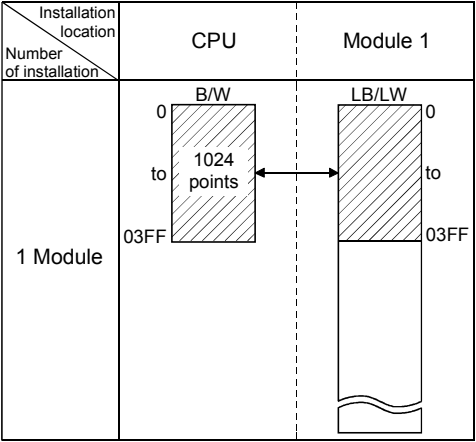 Installation
location
Number
of installation
CPU
Module 1
1 Module
B/W
0
to
03FF
1024
points
LB/LW
0
to
03FF